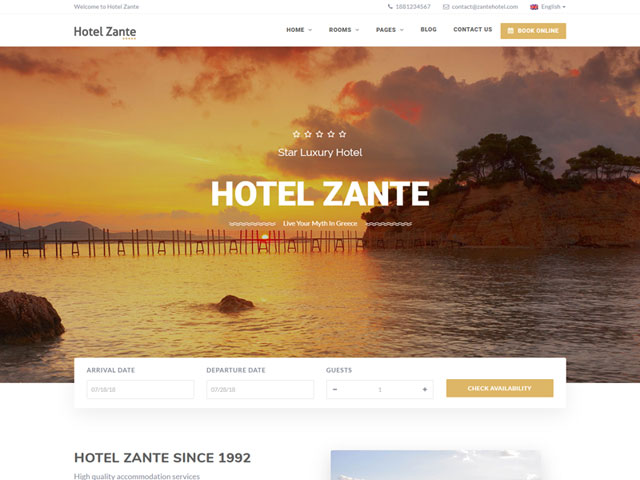 Welcome to Hotel Zante
1881234567
contact@zantehotel.com
English
Hotel Zante
HOME
ROOMS
PAGES
BLOG
CONTACT US
BOOK ONLINE
Star Luxury Hotel
HOTEL ZANTE
Live Your Myth In Greece
ARRIVAL DATE
DEPARTURE DATE
GUESTS
07/18/18
07/20/18
1
CHECK AVAILABILITY
HOTEL ZANTE SINCE 1992
High quality accommodation services